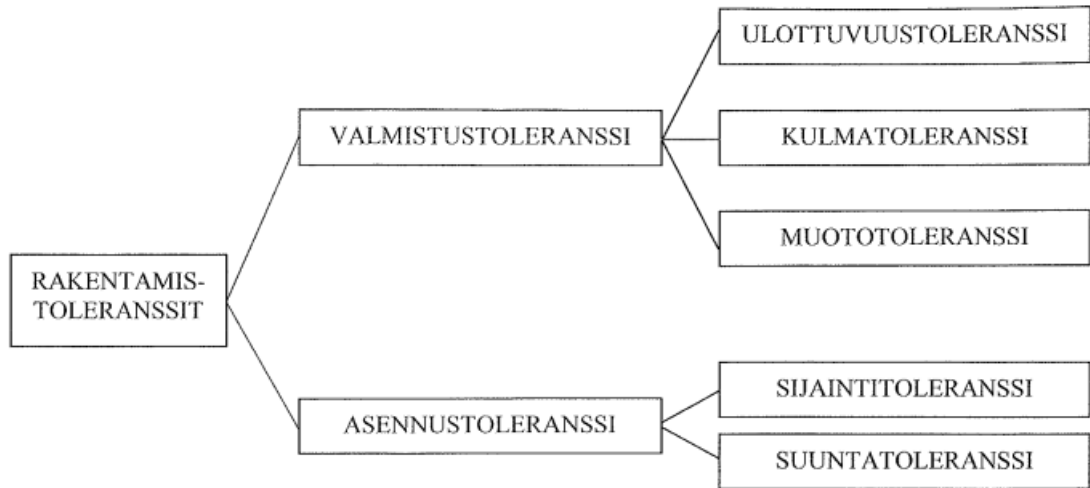 ULOTTUVUUSTOLERANSSI
VALMISTUSTOLERANSSI
KULMATOLERANSSI
MUOTOTOLERANSSI
RAKENTAMIS-
TOLERANSSIT
SIJAINTITOLERANSSI
ASENNUSTOLERANSSI
SUUNTATOLERANSSI